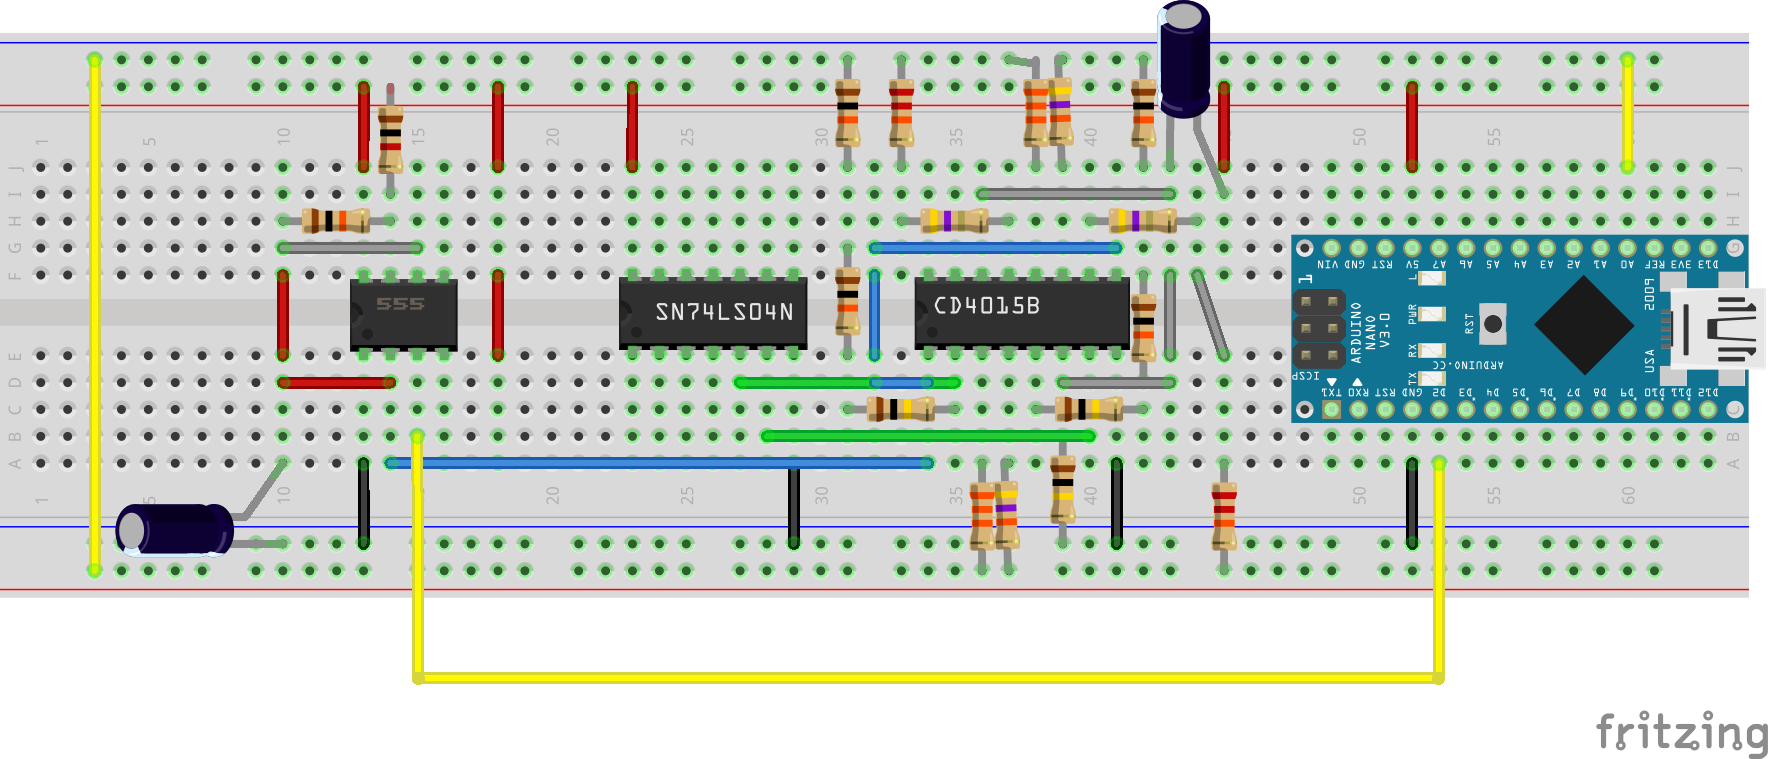 1 5 10 15 20 25 30 35 40 50 55 60
J J
I I
H H
G G
F
E
D
C C
B B
A A
555
SN74LS04N
CD4015B
VIN GND RST 5V A7 A6 A5 A4 A3 A2 A1 A0 REF 3V3 D13
1
L
PWR
RX
TX
RST
ARDUINO
NANO
V3.0
ICSP
ARDUINO.CC
USA
TX1 RX0 RST GND D2 D3 D4 D5 D6 D7 D8 D9 D10 D11 D12
1 5 10 20 25 30 35 40 50 55 60
fritzing